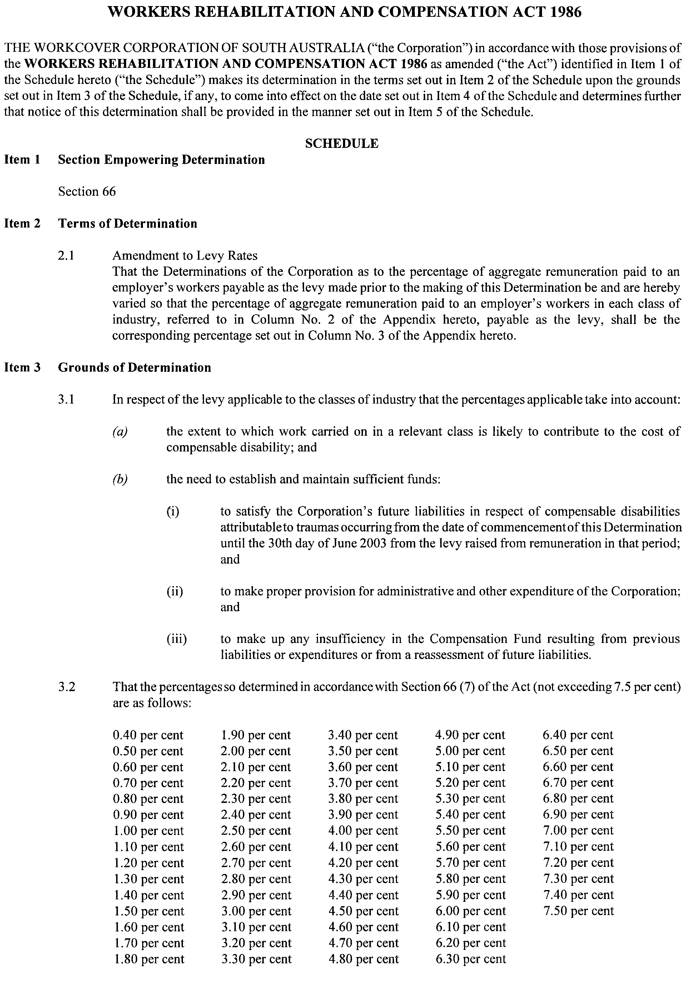 WORKERS REHABILITATION AND COMPENSATION ACT 1986
THE WORKCOVER CORPORATION OF SOUTH AUSTRALIA (“the Corporation”) in accordance with those provisions of
the WORKERS REHABILITATION AND COMPENSATION ACT 1986 as amended (“the Act”) identified in Item 1 of
the Schedule hereto (“the Schedule”) makes its determination in the terms set out in Item 2 of the Schedule upon the grounds
set out in Item 3 of the Schedule, if any, to come into effect on the date set out in Item 4 of the Schedule and determines further
that notice of this determination shall be provided in the manner set out in Item 5 of the Schedule.
SCHEDULE
Item 1 Section Empowering Determination
Section 66
Item 2 Terms of Determination
2.1 Amendment to Levy Rates
That the Determinations of the Corporation as to the percentage of aggregate remuneration paid to an
employer’s workers payable as the levy made prior to the making of this Determination be and are hereby
varied so that the percentage of aggregate remuneration paid to an employer’s workers in each class of
industry, referred to in Column No. 2 of the Appendix hereto, payable as the levy, shall be the
corresponding percentage set out in Column No. 3 of the Appendix hereto.
Item 3 Grounds of Determination
3.1 In respect of the levy applicable to the classes of industry that the percentages applicable take into account:
(a) the extent to which work carried on in a relevant class is likely to contribute to the cost of
compensable disability; and
(b) the need to establish and maintain sufficient funds:
(i) to satisfy the Corporation’s future liabilities in respect of compensable disabilities
attributable to traumas occurring from the date of commencement of this Determination
until the 30th day of June 2003 from the levy raised from remuneration in that period;
and
(ii) to make proper provision for administrative and other expenditure of the Corporation;
and
(iii) to make up any insufficiency in the Compensation Fund resulting from previous
liabilities or expenditures or from a reassessment of future liabilities.
3.2 That the percentages so determined in accordance with Section 66 (7) of the Act (not exceeding 7.5 per cent)
are as follows:
0.40 per cent 1.90 per cent 3.40 per cent 4.90 per cent 6.40 per cent
0.50 per cent 2.00 per cent 3.50 per cent 5.00 per cent 6.50 per cent
0.60 per cent 2.10 per cent 3.60 per cent 5.10 per cent 6.60 per cent
0.70 per cent 2.20 per cent 3.70 per cent 5.20 per cent 6.70 per cent
0.80 per cent 2.30 per cent 3.80 per cent 5.30 per cent 6.80 per cent
0.90 per cent 2.40 per cent 3.90 per cent 5.40 per cent 6.90 per cent
1.00 per cent 2.50 per cent 4.00 per cent 5.50 per cent 7.00 per cent
1.10 per cent 2.60 per cent 4.10 per cent 5.60 per cent 7.10 per cent
1.20 per cent 2.70 per cent 4.20 per cent 5.70 per cent 7.20 per cent
1.30 per cent 2.80 per cent 4.30 per cent 5.80 per cent 7.30 per cent
1.40 per cent 2.90 per cent 4.40 per cent 5.90 per cent 7.40 per cent
1.50 per cent 3.00 per cent 4.50 per cent 6.00 per cent 7.50 per cent
1.60 per cent 3.10 per cent 4.60 per cent 6.10 per cent
1.70 per cent 3.20 per cent 4.70 per cent 6.20 per cent
1.80 per cent 3.30 per cent 4.80 per cent 6.30 per cent